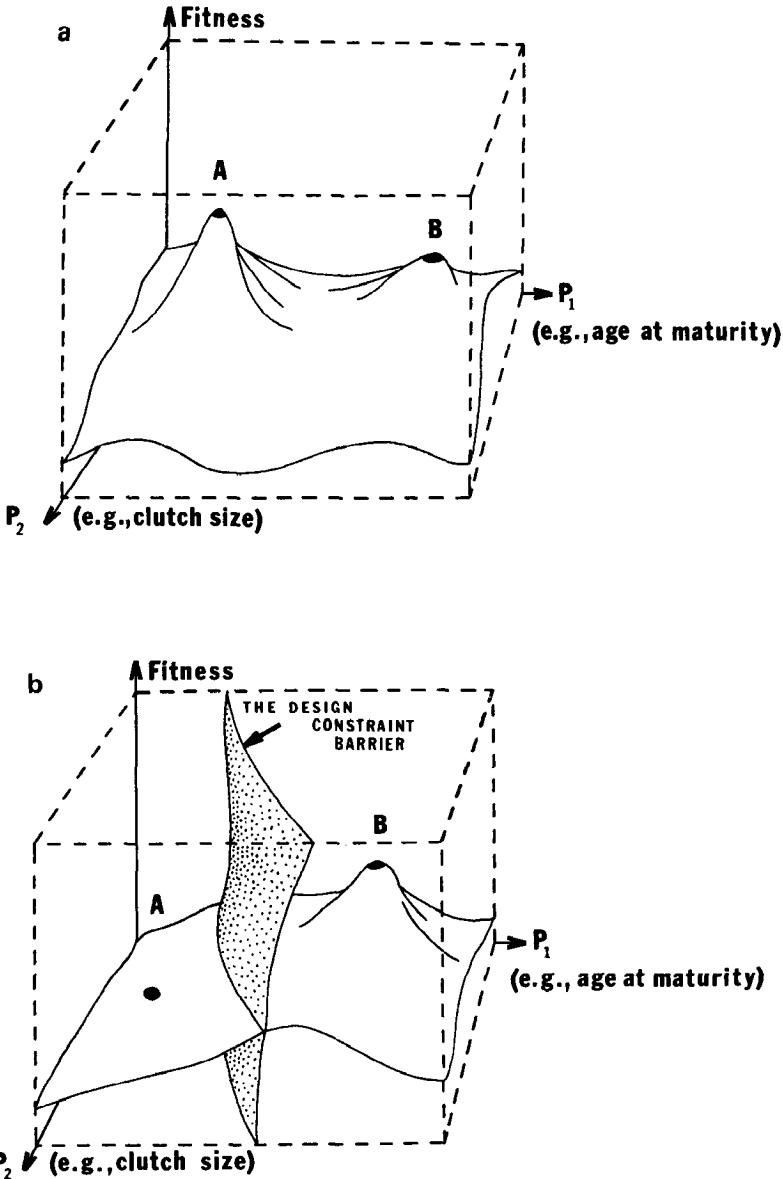 a
Fitness
A
B
P₁
(e.g.,age at maturity)
P₂
(e.g.,clutch size)
b
Fitness
THE DESIGN
CONSTRAINT
BARRIER
B
A
P₁
(e.g., age at maturity)
P₂
(e.g.,clutch size)